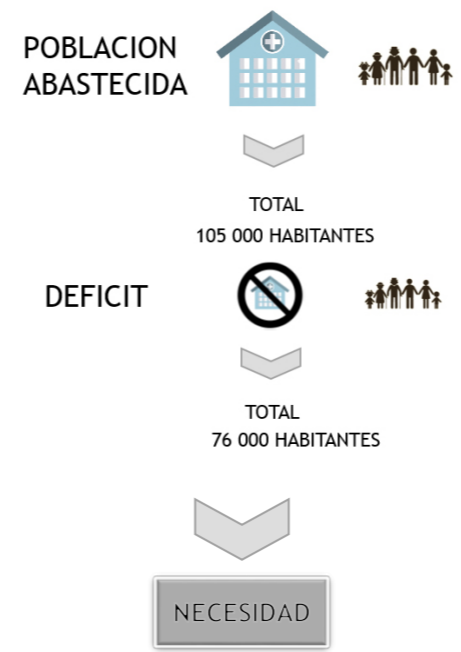 POBLACION
ABASTECIDA
TOTAL
105 000 HABITANTES
DEFICIT
TOTAL
76 000 HABITANTES
NECESIDAD